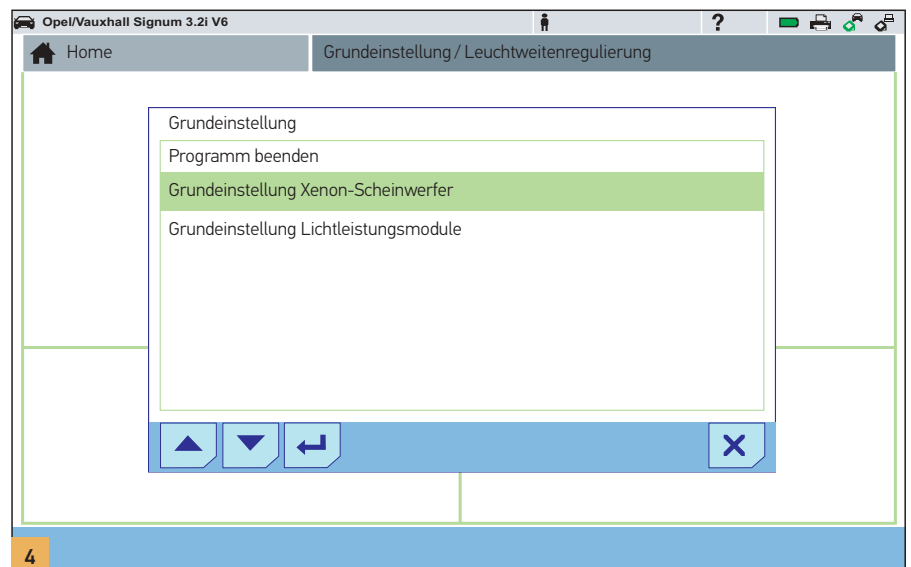 Opel/Vauxhall Signum 3.2i V6
?
Home
Grundeinstellung / Leuchtweitenregulierung
Grundeinstellung
Programm beenden
Grundeinstellung Xenon-Scheinwerfer
Grundeinstellung Lichtleistungsmodule
4